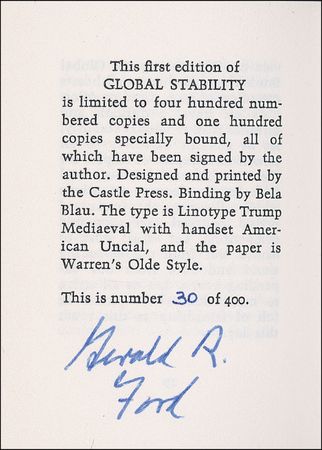 This first edition of
GLOBAL STABILITY
is limited to four hundred num-
bered copies and one hundred
copies specially bound, all of
which have been signed by the
author. Designed and printed by
the Castle Press. Binding by Bela
Blau. The type is Linotype Trump
Mediaeval with handset Amer-
ican Uncial, and the paper is
Warren's Olde Style.
This is number 30 of 400.
Gerald R.
Ford